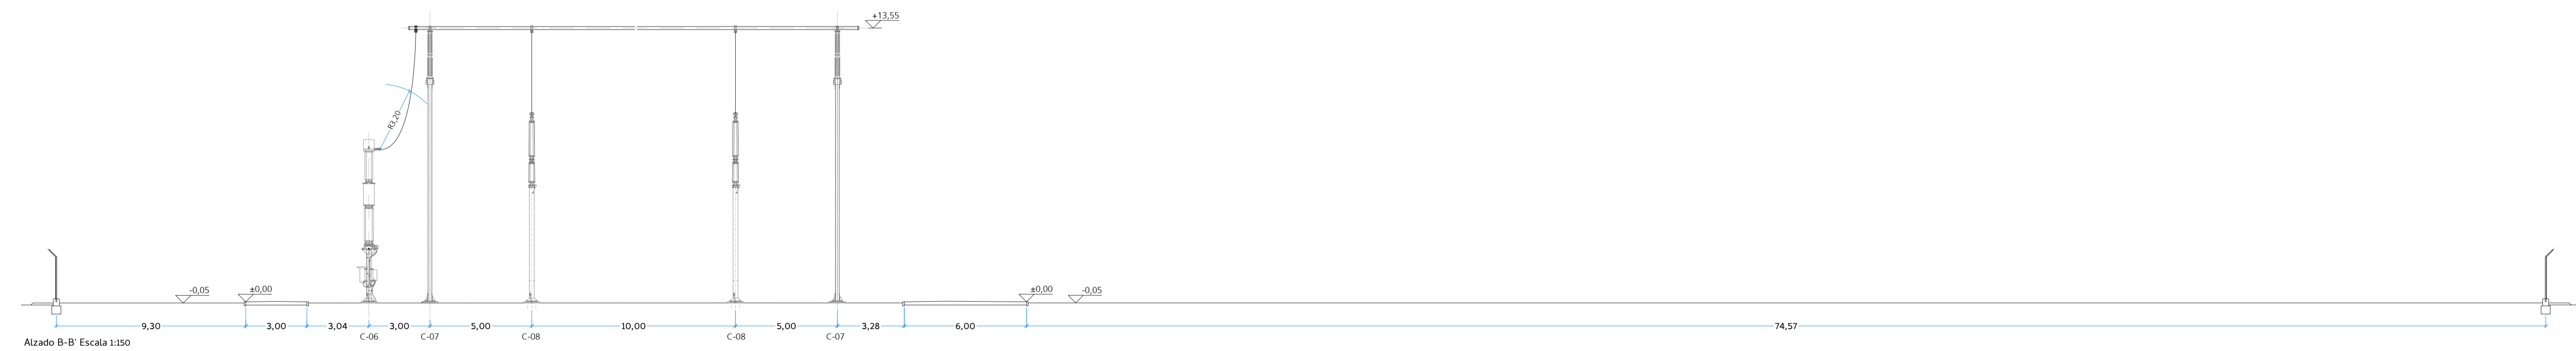 +13,55
R3,20
-0,05
±0,00
±0,00
-0,05
9,30 3,00 3,04 3,00 5,00 10,00 5,00 3,28 6,00 74,57
C-06 C-07 C-08 C-08 C-07
Alzado B-B' Escala 1:150